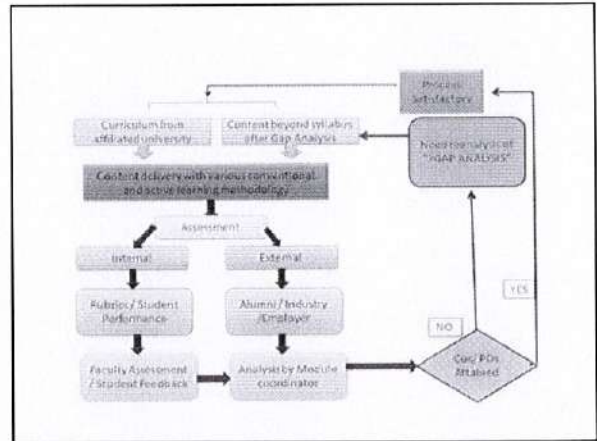 Process
Satisfactory
Curriculum from
affiliated university
Content beyond syllabus
after Gap Analysis
Need reanalysis of
"GAP ANALYSIS"
Content delivery with various conventional
and active learning methodology
Assessment
Internal
External
Rubrics/ Student
Performance
Alumni / Industry
/Employer
YES
NO
Faculty Assessment
/ Student Feedback
Analysis by Module
coordinator
Cos/ POs
Attained